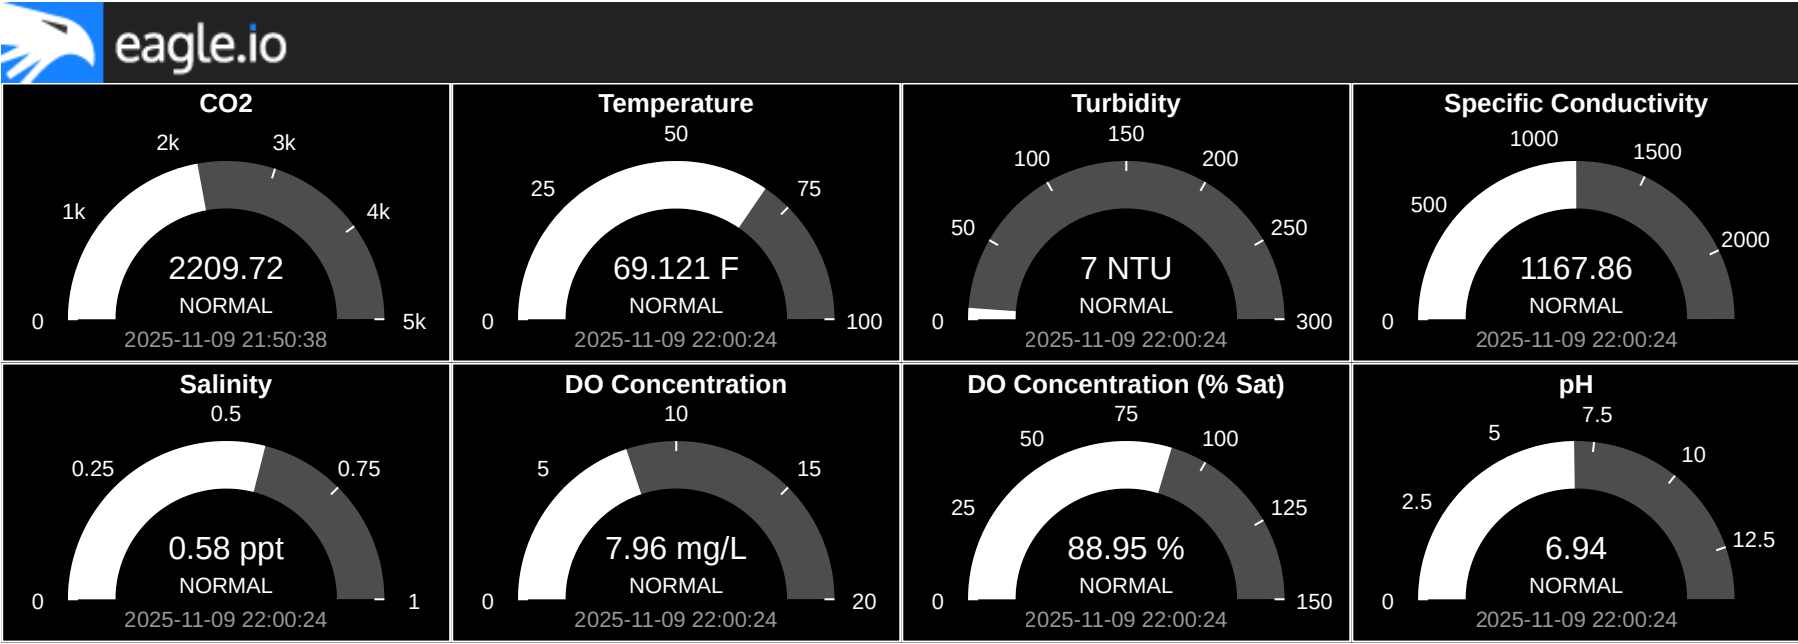 eagle.io
CO2
2k
3k
1k
4k
2209.72
NORMAL
0
5k
2025-11-09 21:50:38
Temperature
50
25
75
69.121 F
NORMAL
0
100
2025-11-09 22:00:24
Turbidity
150
100
200
50
250
7 NTU
NORMAL
0
300
2025-11-09 22:00:24
Specific Conductivity
1000
1500
500
2000
1167.86
NORMAL
0
2025-11-09 22:00:24
Salinity
0.5
0.25
0.75
0.58 ppt
NORMAL
0
1
2025-11-09 22:00:24
DO Concentration
10
5
15
7.96 mg/L
NORMAL
0
20
2025-11-09 22:00:24
DO Concentration (% Sat)
75
50
100
25
125
88.95 %
NORMAL
0
150
2025-11-09 22:00:24
pH
7.5
5
10
2.5
12.5
6.94
NORMAL
0
2025-11-09 22:00:24